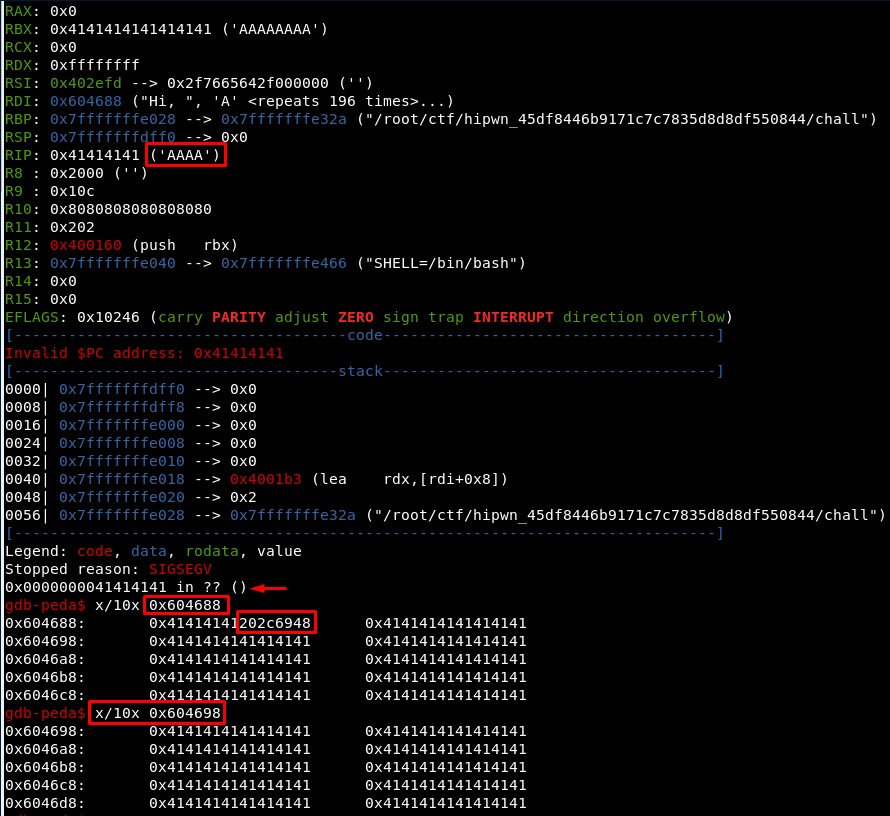 RAX: 0x0
RBX: 0x4141414141414141 ('AAAAAAAA')
RCX: 0x0
RDX: 0xffffffff
RSI: 0x402efd --> 0x2f7665642f000000 ('')
RDI: 0x604688 ("Hi, ", 'A' <repeats 196 times>...)
RBP: 0x7fffffffe028 --> 0x7fffffffe32a ("/root/ctf/hipwn_45df8446b9171c7c7835d8d8df550844/chall")
RSP: 0x7fffffffdff0 --> 0x0
RIP: 0x41414141 ('AAAA')
R8 : 0x2000 ('')
R9 : 0x10c
R10: 0x8080808080808080
R11: 0x202
R12: 0x400160 (push   rbx)
R13: 0x7fffffffe040 --> 0x7fffffffe466 ("SHELL=/bin/bash")
R14: 0x0
R15: 0x0
EFLAGS: 0x10246 (carry PARITY adjust ZERO sign trap INTERRUPT direction overflow)
[-------------------------------------code-------------------------------------]
Invalid $PC address: 0x41414141
[------------------------------------stack-------------------------------------]
0000| 0x7fffffffdff0 --> 0x0
0008| 0x7fffffffdff8 --> 0x0
0016| 0x7fffffffe000 --> 0x0
0024| 0x7fffffffe008 --> 0x0
0032| 0x7fffffffe010 --> 0x0
0040| 0x7fffffffe018 --> 0x4001b3 (lea    rdx,[rdi+0x8])
0048| 0x7fffffffe020 --> 0x2
0056| 0x7fffffffe028 --> 0x7fffffffe32a ("/root/ctf/hipwn_45df8446b9171c7c7835d8d8df550844/chall")
[------------------------------------------------------------------------------]
Legend: code, data, rodata, value
Stopped reason: SIGSEGV
0x0000000041414141 in ?? ()
gdb-peda$ x/10x 0x604688
0x604688:       0x41414141202c6948      0x4141414141414141
0x604698:       0x4141414141414141      0x4141414141414141
0x6046a8:       0x4141414141414141      0x4141414141414141
0x6046b8:       0x4141414141414141      0x4141414141414141
0x6046c8:       0x4141414141414141      0x4141414141414141
gdb-peda$ x/10x 0x604698
0x604698:       0x4141414141414141      0x4141414141414141
0x6046a8:       0x4141414141414141      0x4141414141414141
0x6046b8:       0x4141414141414141      0x4141414141414141
0x6046c8:       0x4141414141414141      0x4141414141414141
0x6046d8:       0x4141414141414141      0x4141414141414141